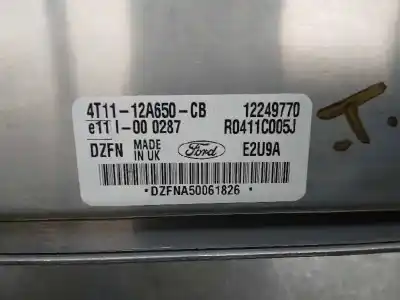 4T11-12A650-CB 12249770
e11 I-00 0287 R0411C005J
DZFN MADE IN UK Ford E2U9A
*DZFNA50061826*
T.